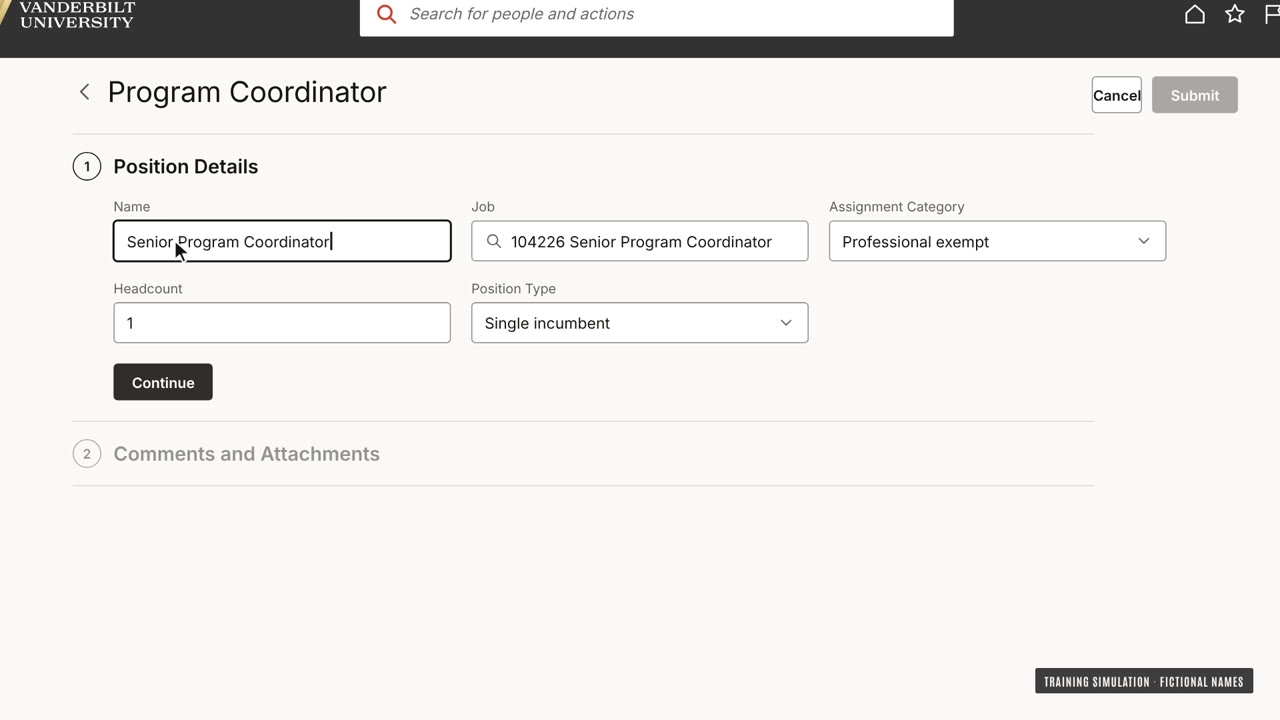 VANDERBILT
UNIVERSITY
Search for people and actions
Program Coordinator
Cancel
Submit
1 Position Details
Name
Senior Program Coordinator
Job
104226 Senior Program Coordinator
Assignment Category
Professional exempt
Headcount
1
Position Type
Single incumbent
Continue
2 Comments and Attachments
TRAINING SIMULATION · FICTIONAL NAMES